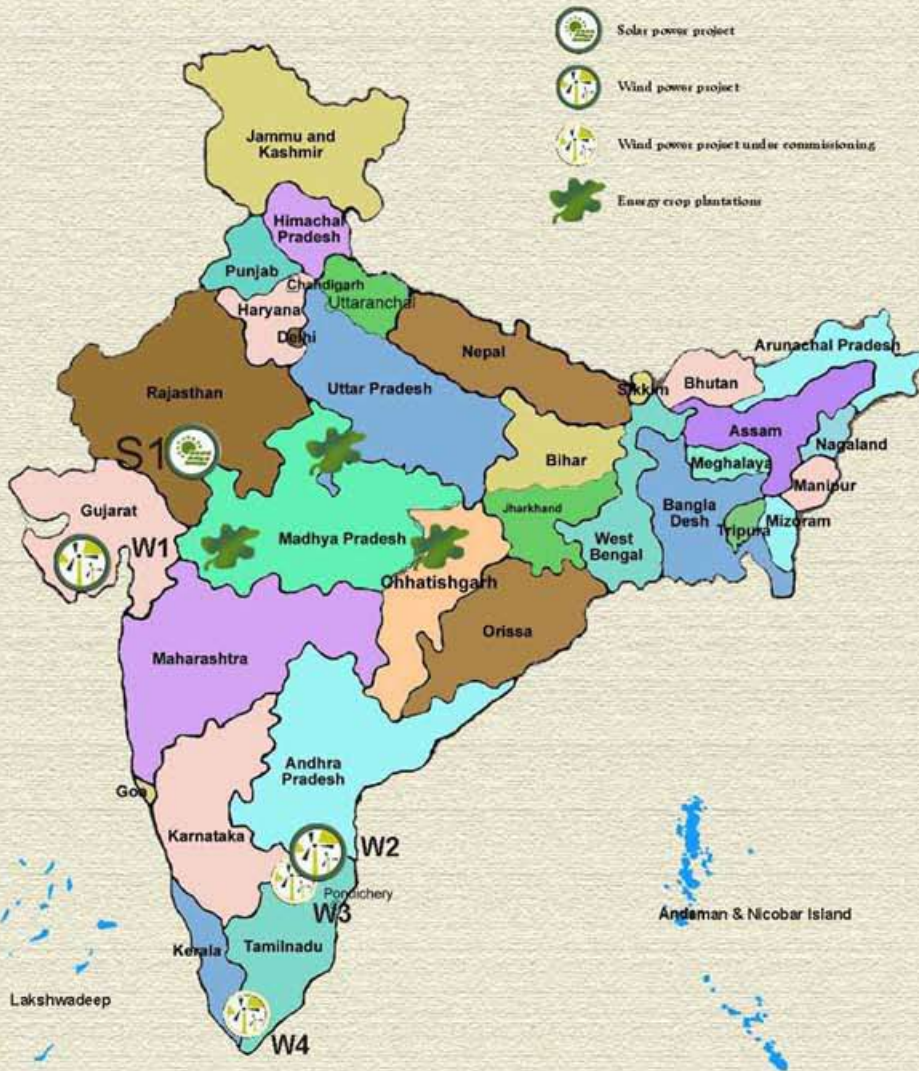 Solar power project
Wind power project
Wind power project under commissioning
Energy crop plantations
Jammu and
Kashmir
Himachal
Pradesh
Punjab
Chandigarh
Uttaranchal
Haryana
Delhi
Rajasthan
Uttar Pradesh
Nepal
Sikkim
Bhutan
Arunachal Pradesh
Assam
Nagaland
Meghalaya
Manipur
S1
Bihar
Gujarat
W1
Madhya Pradesh
Jharkhand
West
Bengal
Bangla
Desh
Tripura
Mizoram
Chhatishgarh
Orissa
Maharashtra
Andhra
Pradesh
Goa
Karnataka
W2
Pondichery
W3
Andaman & Nicobar Island
Kerala
Tamilnadu
Lakshwadeep
W4